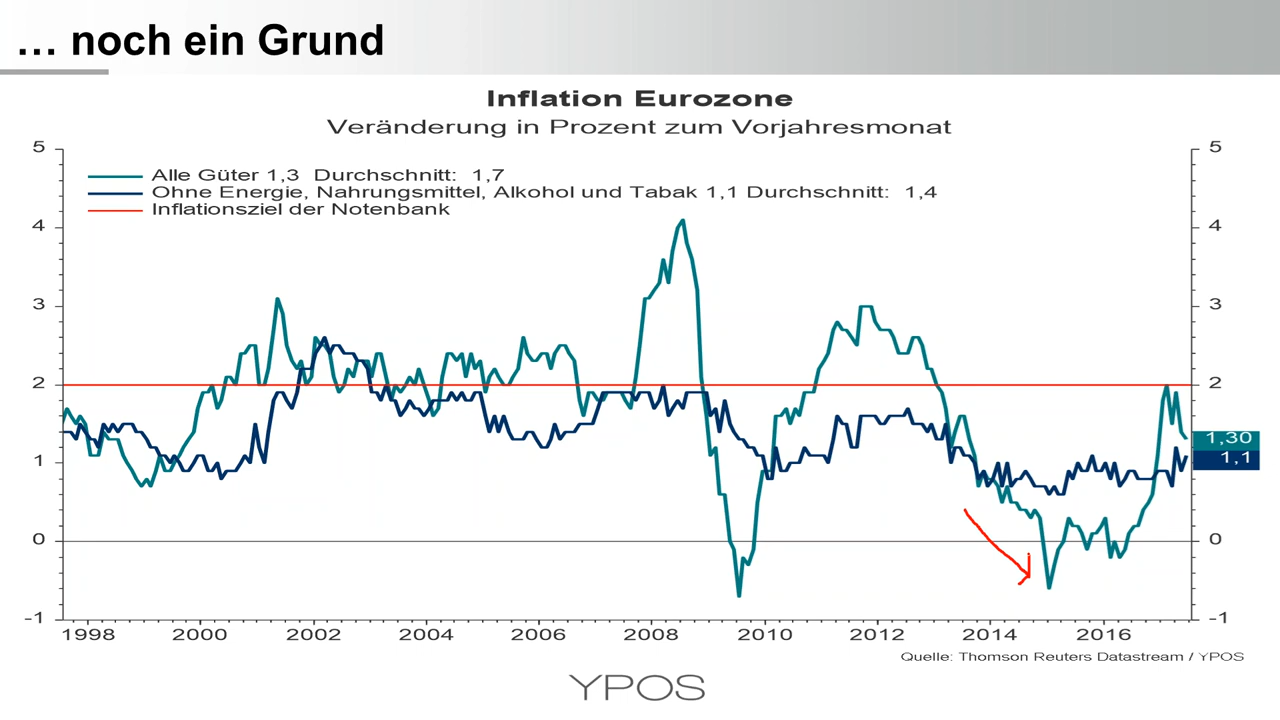 … noch ein Grund
Inflation Eurozone
Veränderung in Prozent zum Vorjahresmonat
5 5
Alle Güter 1,3 Durchschnitt: 1,7
Ohne Energie, Nahrungsmittel, Alkohol und Tabak 1,1 Durchschnitt: 1,4
Inflationsziel der Notenbank
4 4
3 3
2 2
1,30
1 1,1
0 0
-1 -1
1998 2000 2002 2004 2006 2008 2010 2012 2014 2016
Quelle: Thomson Reuters Datastream / YPOS
YPOS